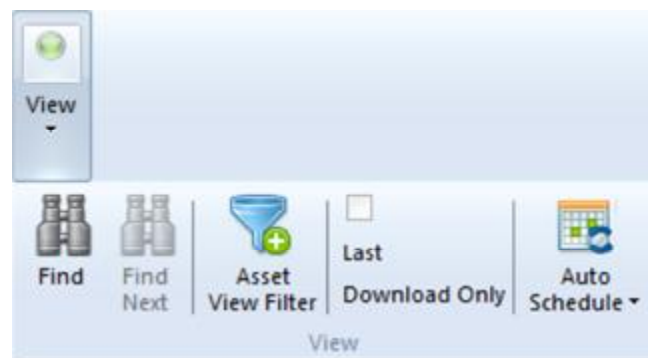 View
Find
Find
Next
Asset
View Filter
Last
Download Only
Auto
Schedule
View